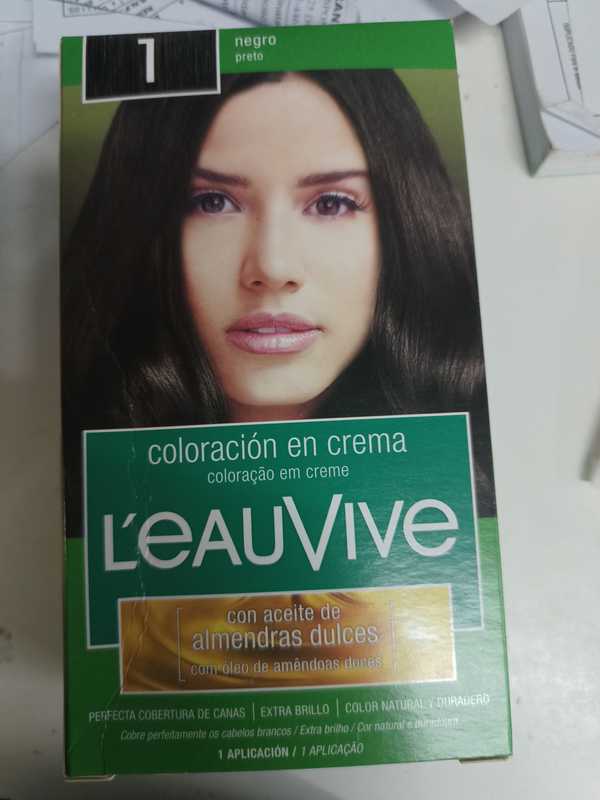 1
negro
preto
coloración en crema
coloração em creme
L'eauVive
con aceite de
almendras dulces
com óleo de amêndoas doces
PERFECTA COBERTURA DE CANAS | EXTRA BRILLO | COLOR NATURAL Y DURADERO
Cobre perfeitamente os cabelos brancos / Extra brilho / Cor natural e duradoura
1 APLICACIÓN / 1 APLICAÇÃO